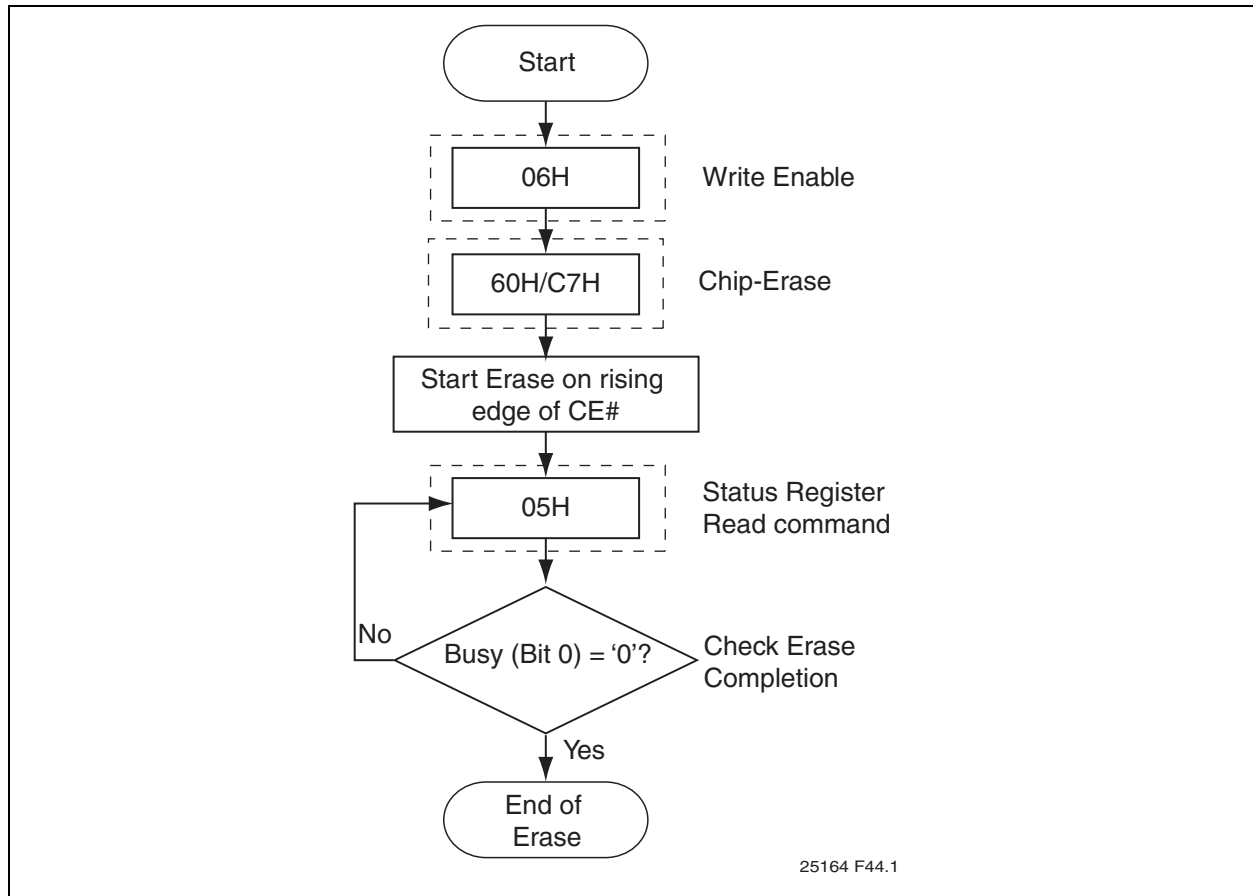 Start
06H
Write Enable
60H/C7H
Chip-Erase
Start Erase on rising
edge of CE#
05H
Status Register
Read command
No
Busy (Bit 0) = ‘0’?
Check Erase
Completion
Yes
End of
Erase
25164 F44.1